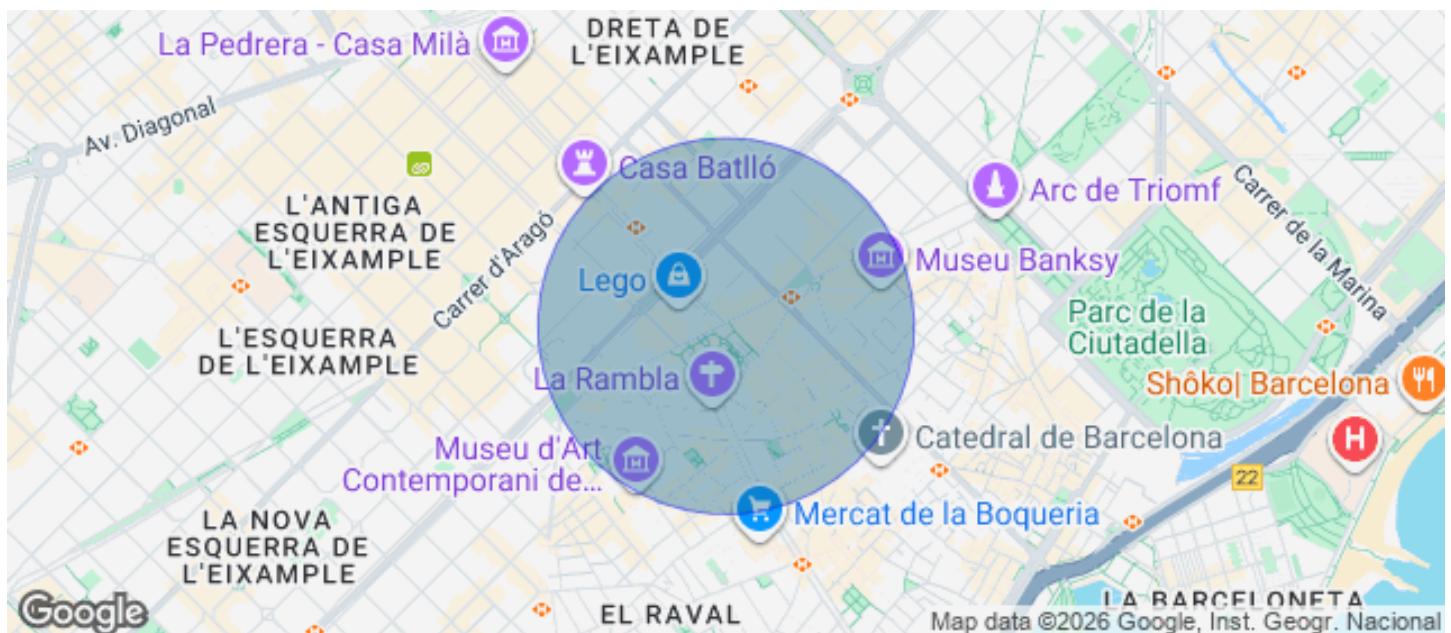 DRETA DE
L'EIXAMPLE
La Pedrera - Casa Milà
Av. Diagonal
Casa Batlló
Arc de Triomf
Carrer de la Marina
L'ANTIGA
ESQUERRA DE
L'EIXAMPLE
Carrer d'Aragó
Lego
Museu Banksy
Parc de la
Ciutadella
L'ESQUERRA
DE L'EIXAMPLE
La Rambla
Shôko| Barcelona
H
Museu d'Art
Contemporani de...
Catedral de Barcelona
22
Mercat de la Boqueria
LA NOVA
ESQUERRA DE
L'EIXAMPLE
EL RAVAL
LA BARCELONETA
Google
Map data ©2026 Google, Inst. Geogr. Nacional